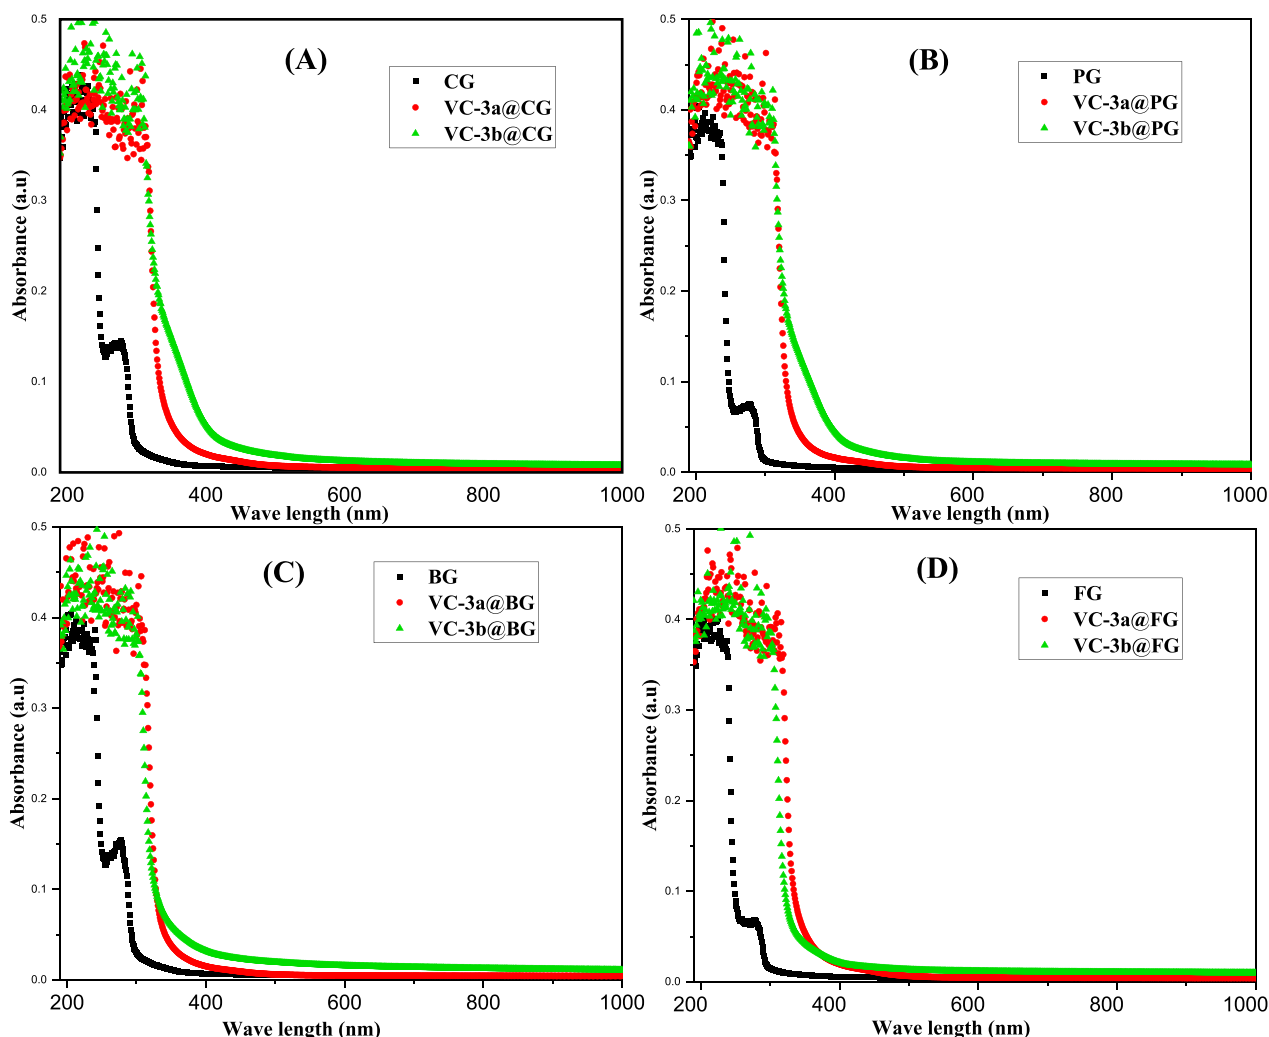 (A)
CG
VC-3a@CG
VC-3b@CG
Absorbance (a.u)
0.5
0.4
0.3
0.2
0.1
0.0
200 400 600 800 1000
Wave length (nm)
(B)
PG
VC-3a@PG
VC-3b@PG
Absorbance (a.u)
0.5
0.4
0.3
0.2
0.1
0.0
200 400 600 800 1000
Wave length (nm)
(C)
BG
VC-3a@BG
VC-3b@BG
Absorbance (a.u)
0.5
0.4
0.3
0.2
0.1
0.0
200 400 600 800 1000
Wave length (nm)
(D)
FG
VC-3a@FG
VC-3b@FG
Absorbance (a.u)
0.5
0.4
0.3
0.2
0.1
0.0
200 400 600 800 1000
Wave length (nm)